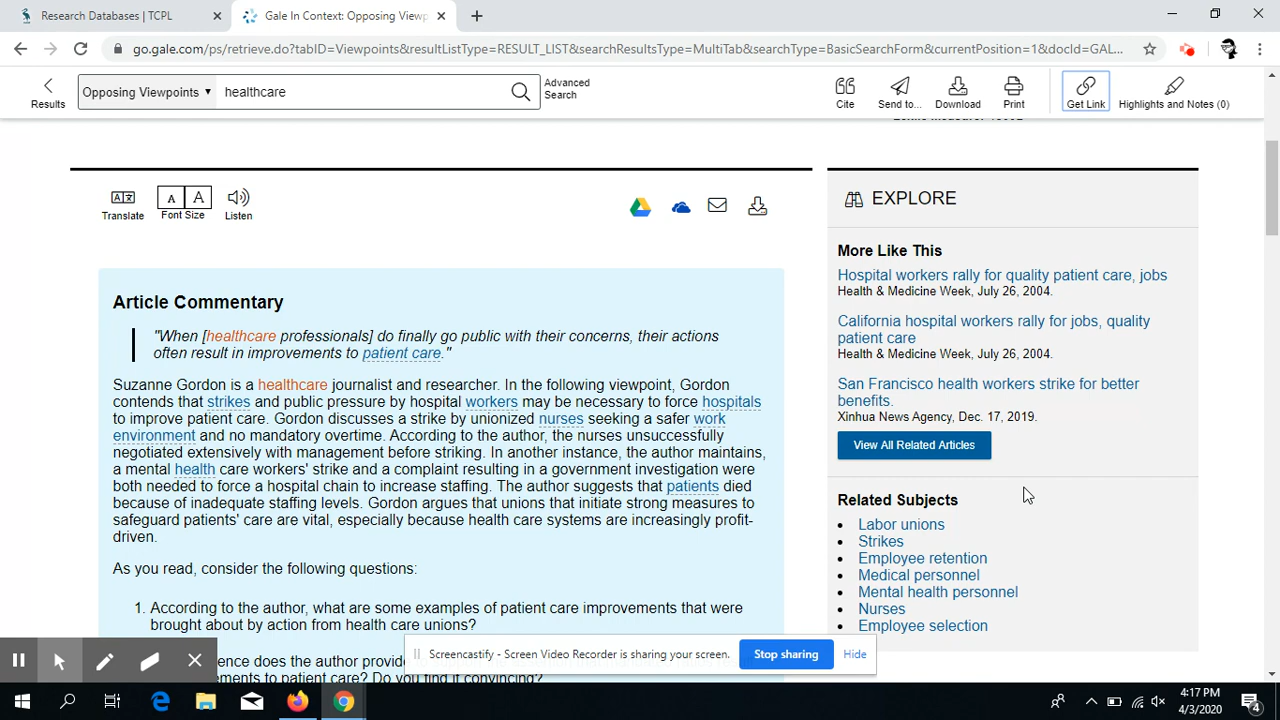 Research Databases | TCPL
Gale In Context: Opposing Viewp
go.gale.com/ps/retrieve.do?tabID=Viewpoints&resultListType=RESULT_LIST&searchResultsType=MultiTab&searchType=BasicSearchForm&currentPosition=1&docId=GAL...
Results
Opposing Viewpoints
healthcare
Advanced
Search
Cite
Send to...
Download
Print
Get Link
Highlights and Notes (0)
Translate
A A
Font Size
Listen
Article Commentary
"When [healthcare professionals] do finally go public with their concerns, their actions
often result in improvements to patient care."
Suzanne Gordon is a healthcare journalist and researcher. In the following viewpoint, Gordon
contends that strikes and public pressure by hospital workers may be necessary to force hospitals
to improve patient care. Gordon discusses a strike by unionized nurses seeking a safer work
environment and no mandatory overtime. According to the author, the nurses unsuccessfully
negotiated extensively with management before striking. In another instance, the author maintains,
a mental health care workers' strike and a complaint resulting in a government investigation were
both needed to force a hospital chain to increase staffing. The author suggests that patients died
because of inadequate staffing levels. Gordon argues that unions that initiate strong measures to
safeguard patients' care are vital, especially because health care systems are increasingly profit-
driven.
As you read, consider the following questions:
1. According to the author, what are some examples of patient care improvements that were
brought about by action from health care unions?
ence does the author provid
ements to patient care? Do you find it convincing?
EXPLORE
More Like This
Hospital workers rally for quality patient care, jobs
Health & Medicine Week, July 26, 2004.
California hospital workers rally for jobs, quality
patient care
Health & Medicine Week, July 26, 2004.
San Francisco health workers strike for better
benefits.
Xinhua News Agency, Dec. 17, 2019.
View All Related Articles
Related Subjects
• Labor unions
• Strikes
• Employee retention
• Medical personnel
• Mental health personnel
• Nurses
• Employee selection
Screencastify - Screen Video Recorder is sharing your screen.
Stop sharing
Hide
4:17 PM
4/3/2020
4